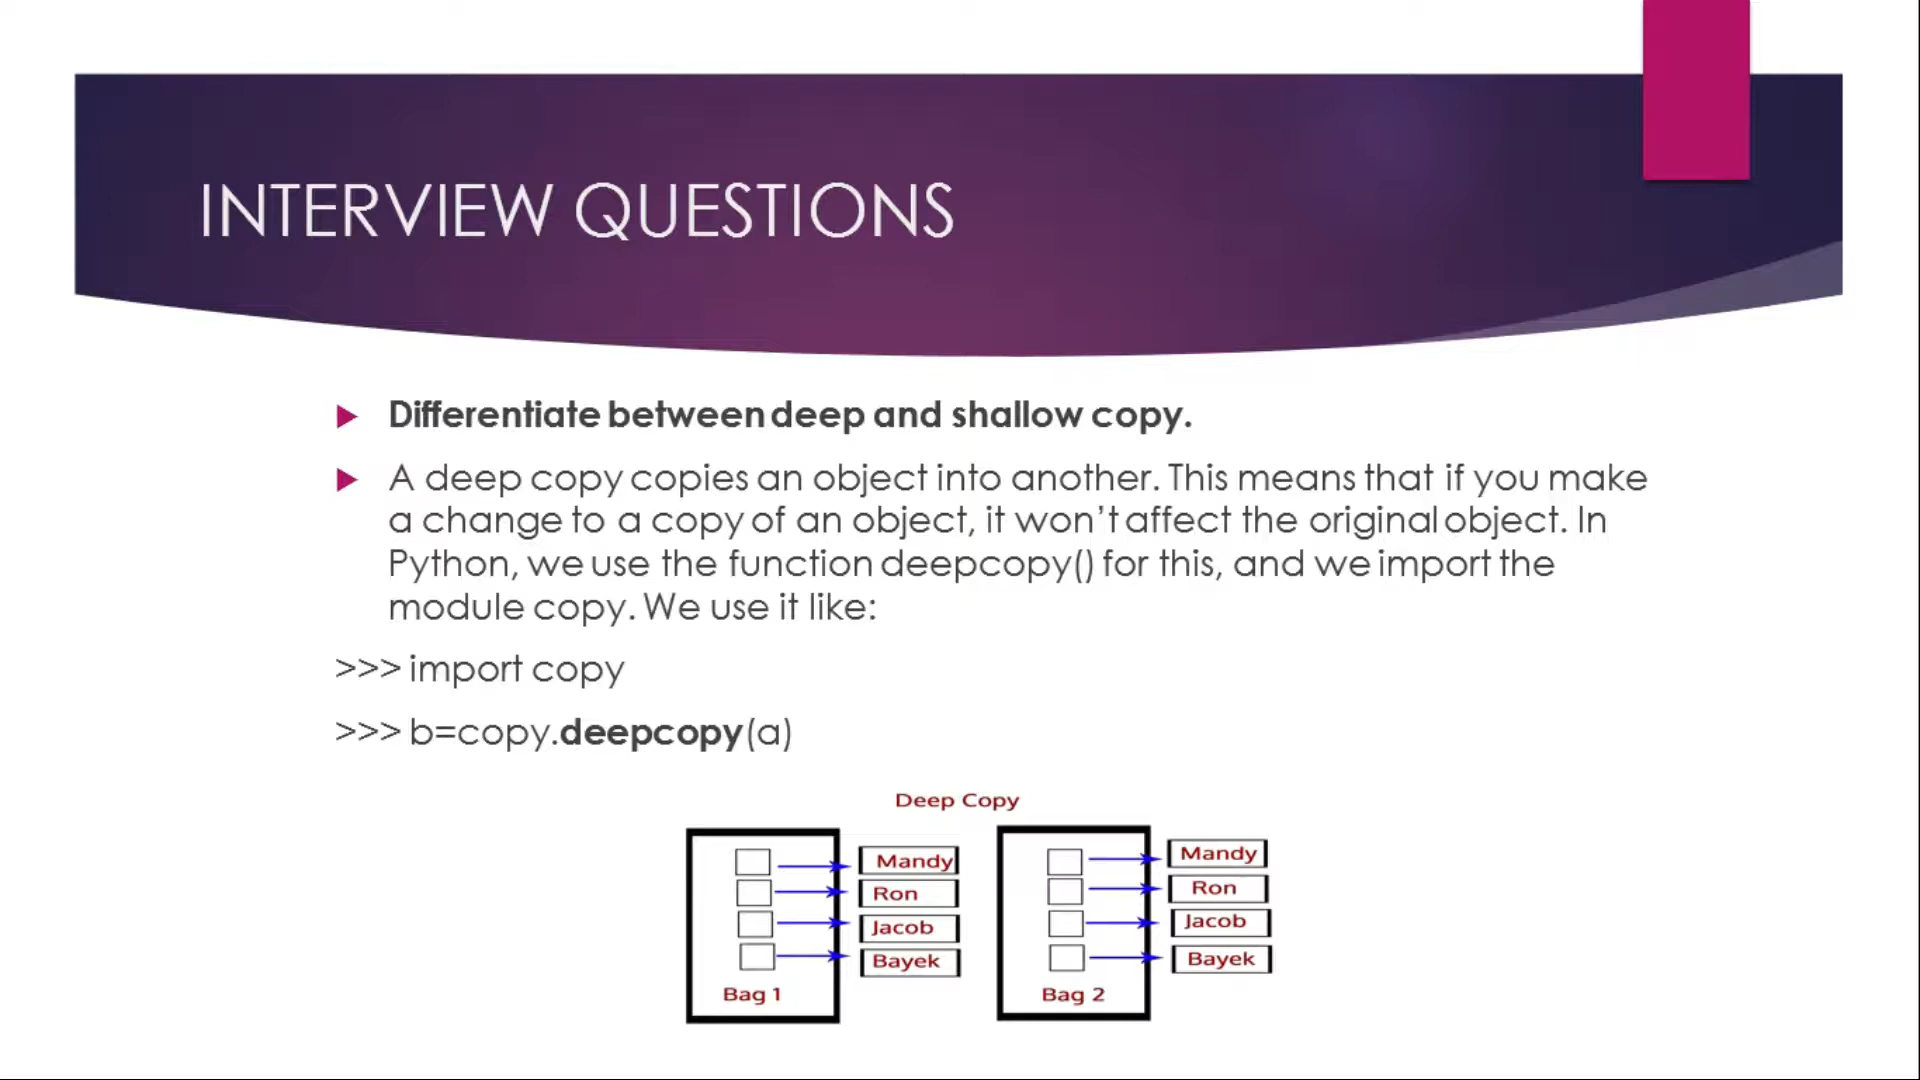 INTERVIEW QUESTIONS
Differentiate between deep and shallow copy.
A deep copy copies an object into another. This means that if you make
a change to a copy of an object, it won’t affect the original object. In
Python, we use the function deepcopy() for this, and we import the
module copy. We use it like:
>>> import copy
>>> b=copy.deepcopy(a)
Deep Copy
Mandy
Ron
Jacob
Bayek
Bag 1
Mandy
Ron
Jacob
Bayek
Bag 2